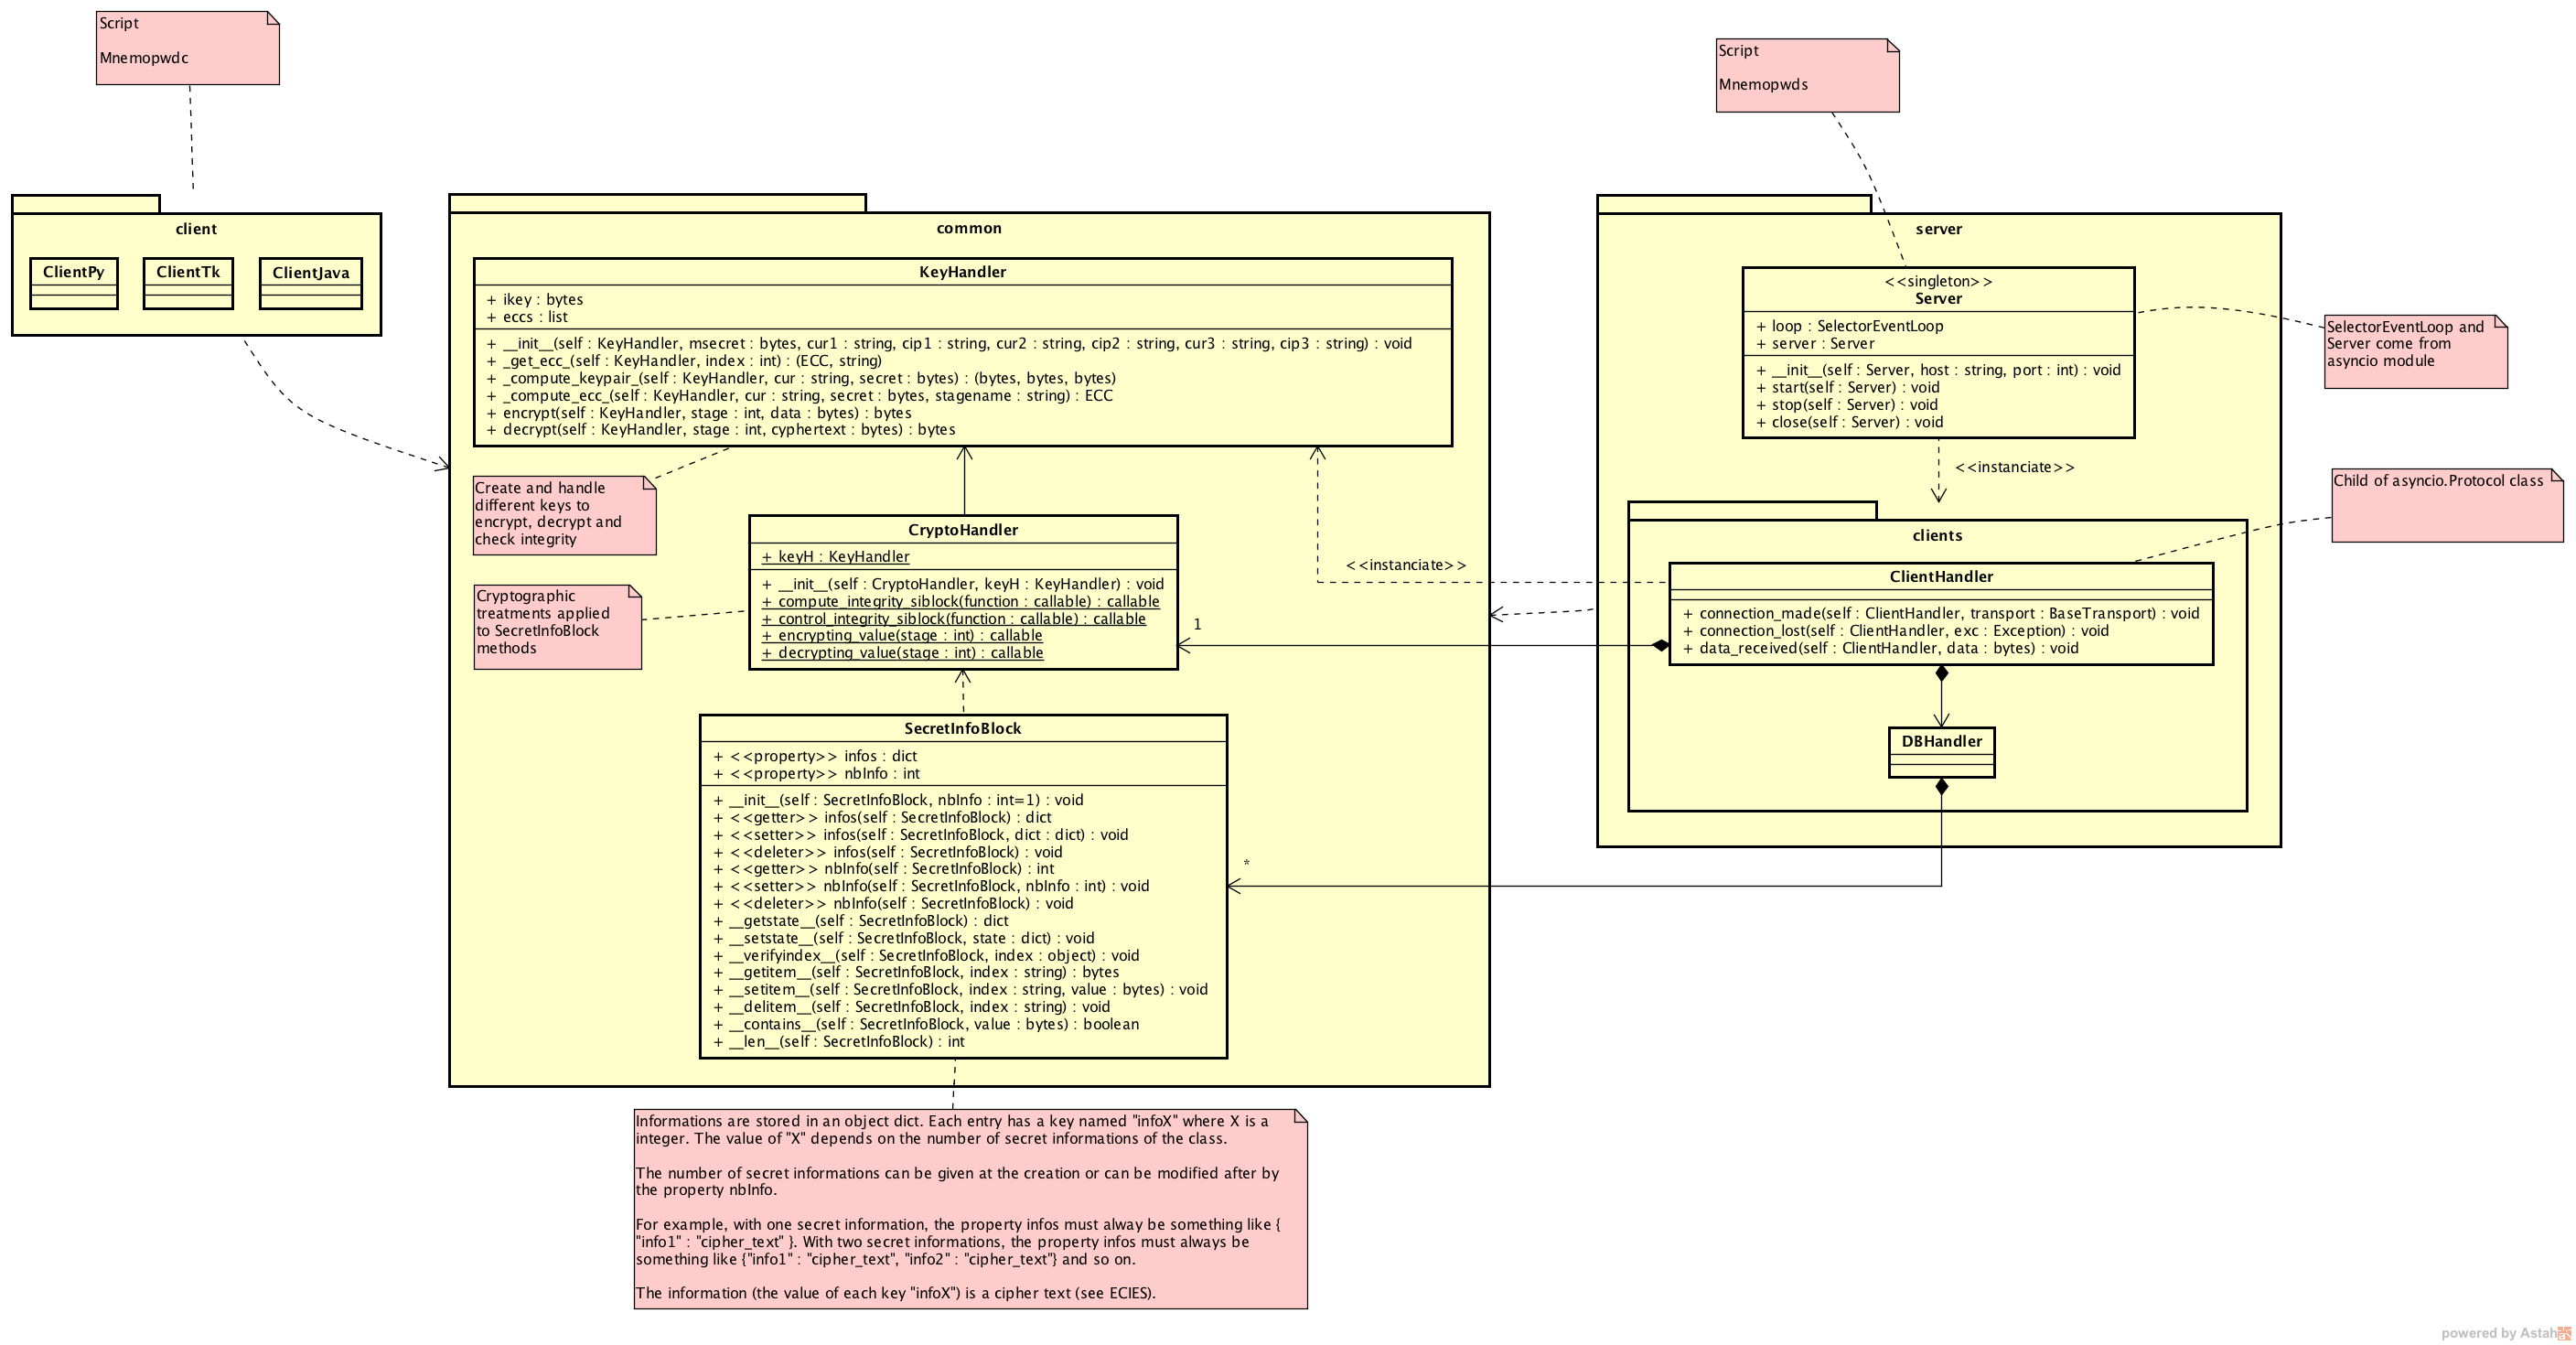 Script
Mnemopwdc
client
ClientPy
ClientTk
ClientJava
common
KeyHandler
+ ikey : bytes
+ eccs : list
+ __init__(self : KeyHandler, msecret : bytes, cur1 : string, cip1 : string, cur2 : string, cip2 : string, cur3 : string, cip3 : string) : void
+ _get_ecc_(self : KeyHandler, index : int) : (ECC, string)
+ _compute_keypair_(self : KeyHandler, cur : string, secret : bytes) : (bytes, bytes, bytes)
+ _compute_ecc_(self : KeyHandler, cur : string, secret : bytes, stagename : string) : ECC
+ encrypt(self : KeyHandler, stage : int, data : bytes) : bytes
+ decrypt(self : KeyHandler, stage : int, cyphertext : bytes) : bytes
Create and handle
different keys to
encrypt, decrypt and
check integrity
CryptoHandler
+ keyH : KeyHandler
+ __init__(self : CryptoHandler, keyH : KeyHandler) : void
+ compute_integrity_siblock(function : callable) : callable
+ control_integrity_siblock(function : callable) : callable
+ encrypting_value(stage : int) : callable
+ decrypting_value(stage : int) : callable
Cryptographic
treatments applied
to SecretInfoBlock
methods
<<instanciate>>
1
SecretInfoBlock
+ <<property>> infos : dict
+ <<property>> nbInfo : int
+ __init__(self : SecretInfoBlock, nbInfo : int=1) : void
+ <<getter>> infos(self : SecretInfoBlock) : dict
+ <<setter>> infos(self : SecretInfoBlock, dict : dict) : void
+ <<deleter>> infos(self : SecretInfoBlock) : void
+ <<getter>> nbInfo(self : SecretInfoBlock) : int
+ <<setter>> nbInfo(self : SecretInfoBlock, nbInfo : int) : void
+ <<deleter>> nbInfo(self : SecretInfoBlock) : void
+ __getstate__(self : SecretInfoBlock) : dict
+ __setstate__(self : SecretInfoBlock, state : dict) : void
+ __verifyindex__(self : SecretInfoBlock, index : object) : void
+ __getitem__(self : SecretInfoBlock, index : string) : bytes
+ __setitem__(self : SecretInfoBlock, index : string, value : bytes) : void
+ __delitem__(self : SecretInfoBlock, index : string) : void
+ __contains__(self : SecretInfoBlock, value : bytes) : boolean
+ __len__(self : SecretInfoBlock) : int
*
Informations are stored in an object dict. Each entry has a key named "infoX" where X is a
integer. The value of "X" depends on the number of secret informations of the class.
The number of secret informations can be given at the creation or can be modified after by
the property nbInfo.
For example, with one secret information, the property infos must alway be something like {
"info1" : "cipher_text" }. With two secret informations, the property infos must always be
something like {"info1" : "cipher_text", "info2" : "cipher_text"} and so on.
The information (the value of each key "infoX") is a cipher text (see ECIES).
Script
Mnemopwds
server
<<singleton>>
Server
+ loop : SelectorEventLoop
+ server : Server
+ __init__(self : Server, host : string, port : int) : void
+ start(self : Server) : void
+ stop(self : Server) : void
+ close(self : Server) : void
SelectorEventLoop and
Server come from
asyncio module
<<instanciate>>
Child of asyncio.Protocol class
clients
ClientHandler
+ connection_made(self : ClientHandler, transport : BaseTransport) : void
+ connection_lost(self : ClientHandler, exc : Exception) : void
+ data_received(self : ClientHandler, data : bytes) : void
DBHandler
powered by Astah